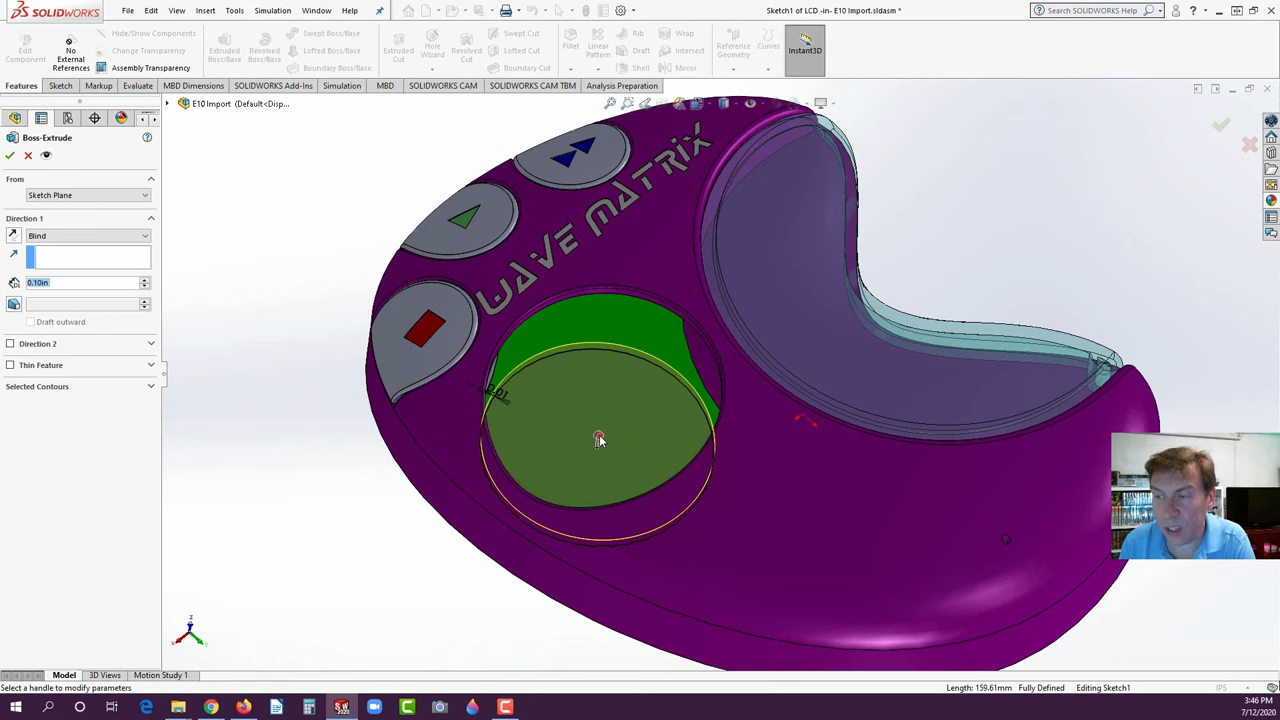 SOLIDWORKS
File Edit View Insert Tools Simulation Window Help
Sketch1 of LCD -in- E10 Import.sldasm *
Search SOLIDWORKS Help
Edit Component
No External References
Hide/Show Components
Change Transparency
Assembly Transparency
Extruded Boss/Base
Revolved Boss/Base
Swept Boss/Base
Lofted Boss/Base
Boundary Boss/Base
Extruded Cut
Hole Wizard
Revolved Cut
Swept Cut
Lofted Cut
Boundary Cut
Fillet
Linear Pattern
Rib
Draft
Shell
Wrap
Intersect
Mirror
Reference Geometry
Curves
Instant3D
Features Sketch Markup Evaluate MBD Dimensions SOLIDWORKS Add-Ins Simulation MBD SOLIDWORKS CAM SOLIDWORKS CAM TBM Analysis Preparation
E10 Import (Default<Disp...
Boss-Extrude
From
Sketch Plane
Direction 1
Blind
0.10in
Draft outward
Direction 2
Thin Feature
Selected Contours
WAVE MATRIX
0.01
z
x
y
Model 3D Views Motion Study 1
Select a handle to modify parameters
Length: 159.61mm Fully Defined Editing Sketch1
IPS
3:46 PM
7/12/2020